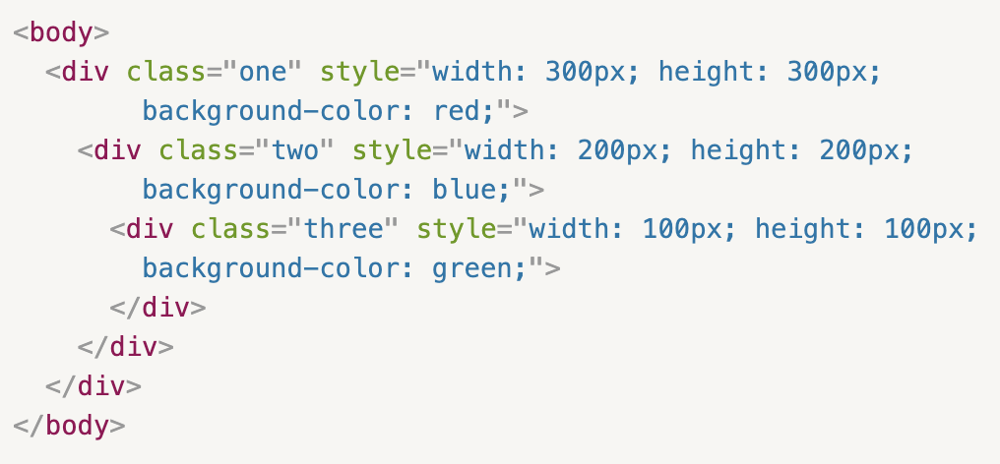 <body>
  <div class="one" style="width: 300px; height: 300px;
        background-color: red;">
    <div class="two" style="width: 200px; height: 200px;
        background-color: blue;">
      <div class="three" style="width: 100px; height: 100px;
        background-color: green;">
      </div>
    </div>
  </div>
</body>